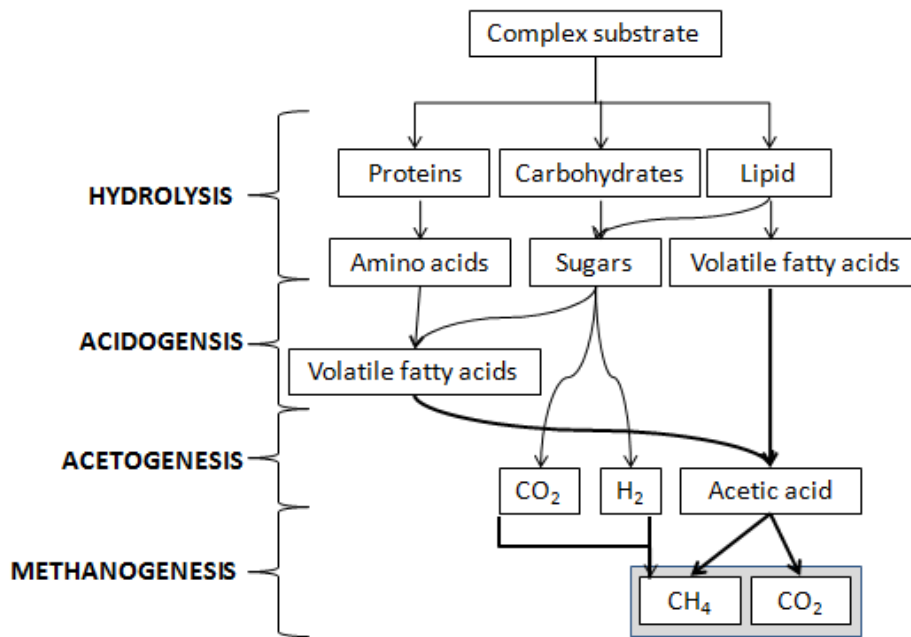 Complex substrate
Proteins
Carbohydrates
Lipid
HYDROLYSIS
Amino acids
Sugars
Volatile fatty acids
ACIDOGENSIS
Volatile fatty acids
ACETOGENESIS
CO₂
H₂
Acetic acid
METHANOGENESIS
CH₄
CO₂